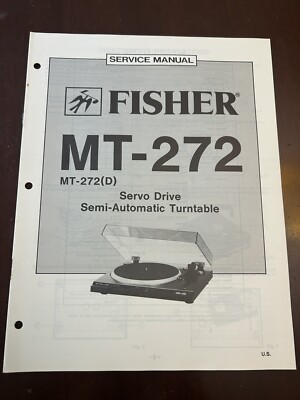 SERVICE MANUAL
FISHER®
MT-272
MT-272(D)
Servo Drive
Semi-Automatic Turntable
U.S.